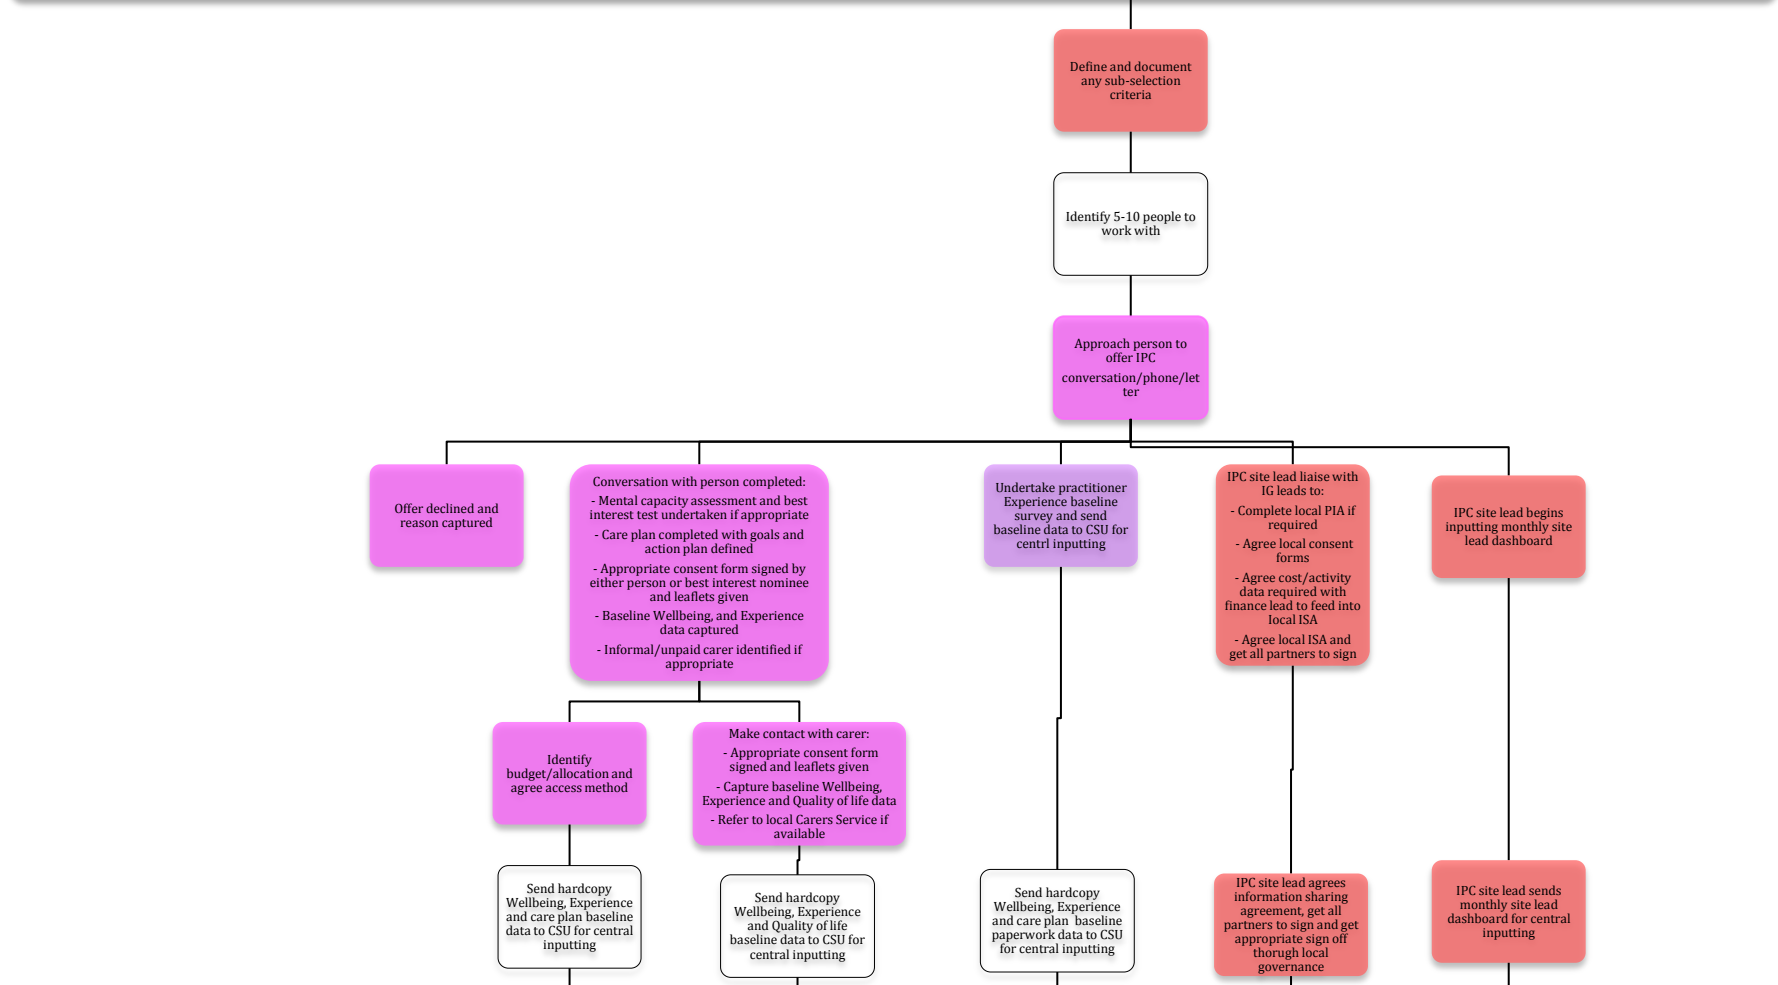 Define and document
any sub-selection
criteria
Identify 5-10 people to
work with
Approach person to
offer IPC
conversation/phone/let
ter
Offer declined and
reason captured
Conversation with person completed:
- Mental capacity assessment and best
interest test undertaken if appropriate
- Care plan completed with goals and
action plan defined
- Appropriate consent form signed by
either person or best interest nominee
and leaflets given
- Baseline Wellbeing, and Experience
data captured
- Informal/unpaid carer identified if
appropriate
Undertake practitioner
Experience baseline
survey and send
baseline data to CSU for
centrl inputting
IPC site lead liaise with
IG leads to:
- Complete local PIA if
required
- Agree local consent
forms
- Agree cost/activity
data required with
finance lead to feed into
local ISA
- Agree local ISA and
get all partners to sign
IPC site lead begins
inputting monthly site
lead dashboard
Identify
budget/allocation and
agree access method
Make contact with carer:
- Appropriate consent form
signed and leaflets given
- Capture baseline Wellbeing,
Experience and Quality of life data
- Refer to local Carers Service if
available
Send hardcopy
Wellbeing, Experience
and care plan baseline
data to CSU for central
inputting
Send hardcopy
Wellbeing, Experience
and Quality of life
baseline data to CSU for
central inputting
Send hardcopy
Wellbeing, Experience
and care plan  baseline
paperwork data to CSU
for central inputting
IPC site lead agrees
information sharing
agreement, get all
partners to sign and get
appropriate sign off
thorugh local
governance
IPC site lead sends
monthly site lead
dashboard for central
inputting